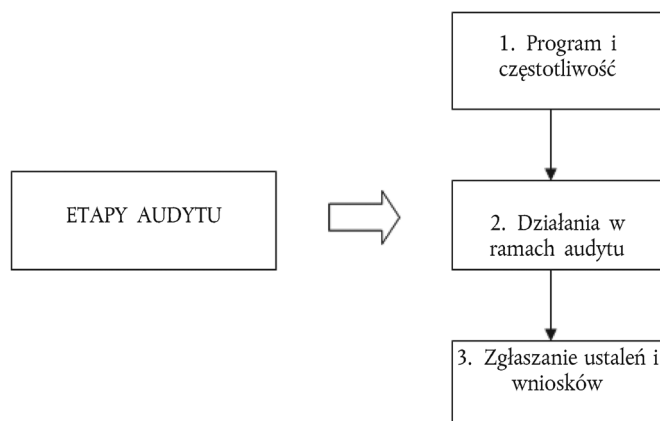 1. Program i
częstotliwość
ETAPY AUDYTU
2. Działania w
ramach audytu
3. Zgłaszanie ustaleń i
wniosków